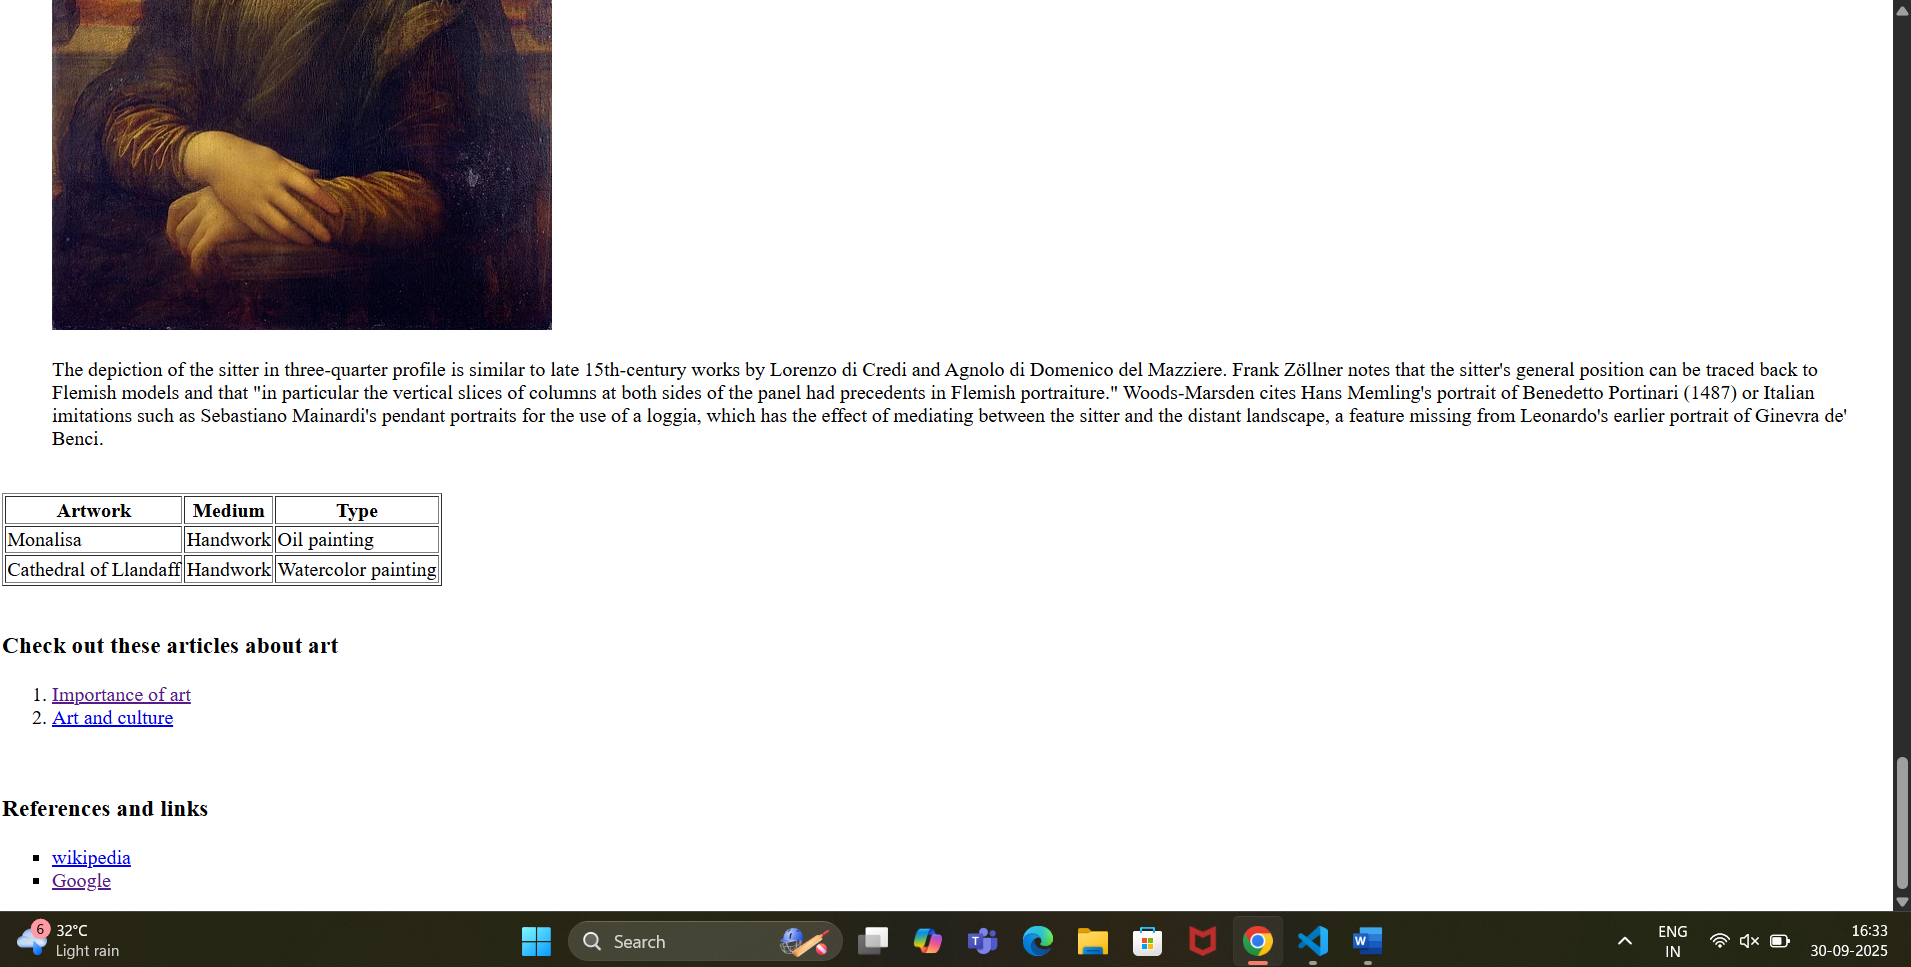 The depiction of the sitter in three-quarter profile is similar to late 15th-century works by Lorenzo di Credi and Agnolo di Domenico del Mazziere. Frank Zöllner notes that the sitter's general position can be traced back to
Flemish models and that "in particular the vertical slices of columns at both sides of the panel had precedents in Flemish portraiture." Woods-Marsden cites Hans Memling's portrait of Benedetto Portinari (1487) or Italian
imitations such as Sebastiano Mainardi's pendant portraits for the use of a loggia, which has the effect of mediating between the sitter and the distant landscape, a feature missing from Leonardo's earlier portrait of Ginevra de'
Benci.
Artwork Medium Type
Monalisa Handwork Oil painting
Cathedral of Llandaff Handwork Watercolor painting
Check out these articles about art
1. Importance of art
2. Art and culture
References and links
wikipedia
Google
6 32°C
Light rain
Search
ENG
IN
16:33
30-09-2025